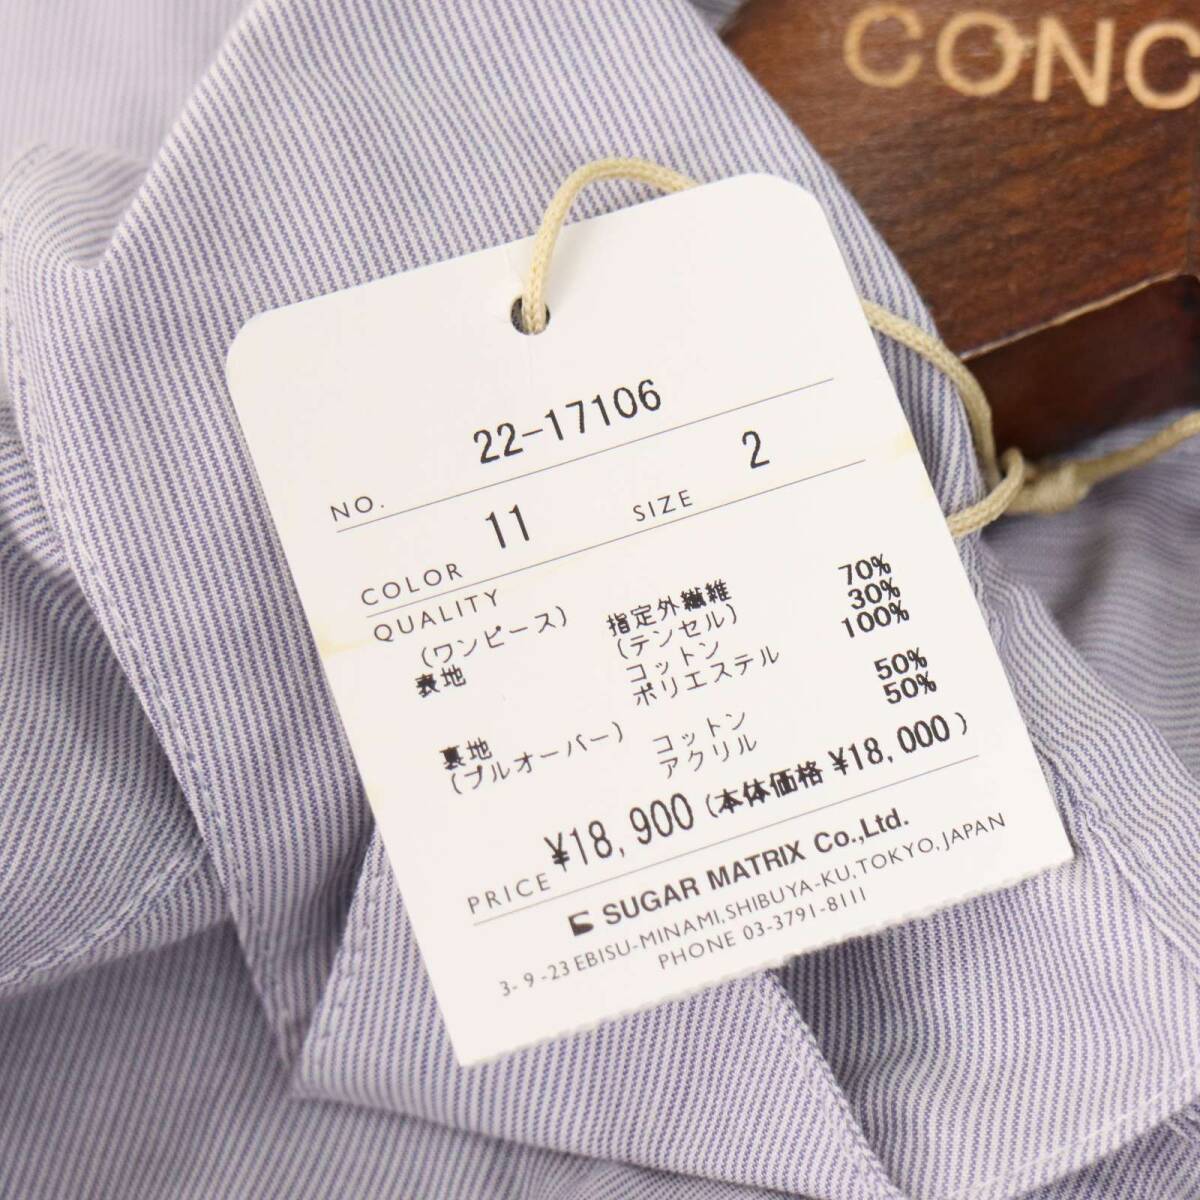 CONC
22-17106
NO.
11
2
COLOR
SIZE
QUALITY
(ワンピース) 指定外繊維 70%
表地 (テンセル)
コットン 30%
ポリエステル 100%
裏地
(プルオーバー) コットン 50%
アクリル 50%
PRICE ¥18,900 (本体価格 ¥18,000)
SUGAR MATRIX Co.,Ltd.
3-9-23 EBISU-MINAMI, SHIBUYA-KU, TOKYO, JAPAN
PHONE 03-3791-8111